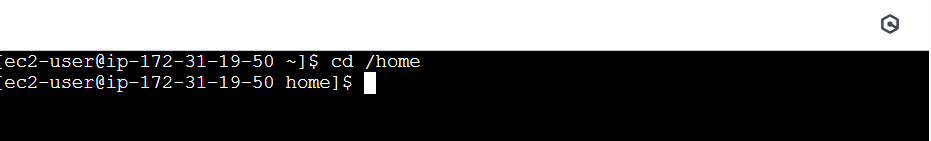 [ec2-user@ip-172-31-19-50 ~]$ cd /home
[ec2-user@ip-172-31-19-50 home]$